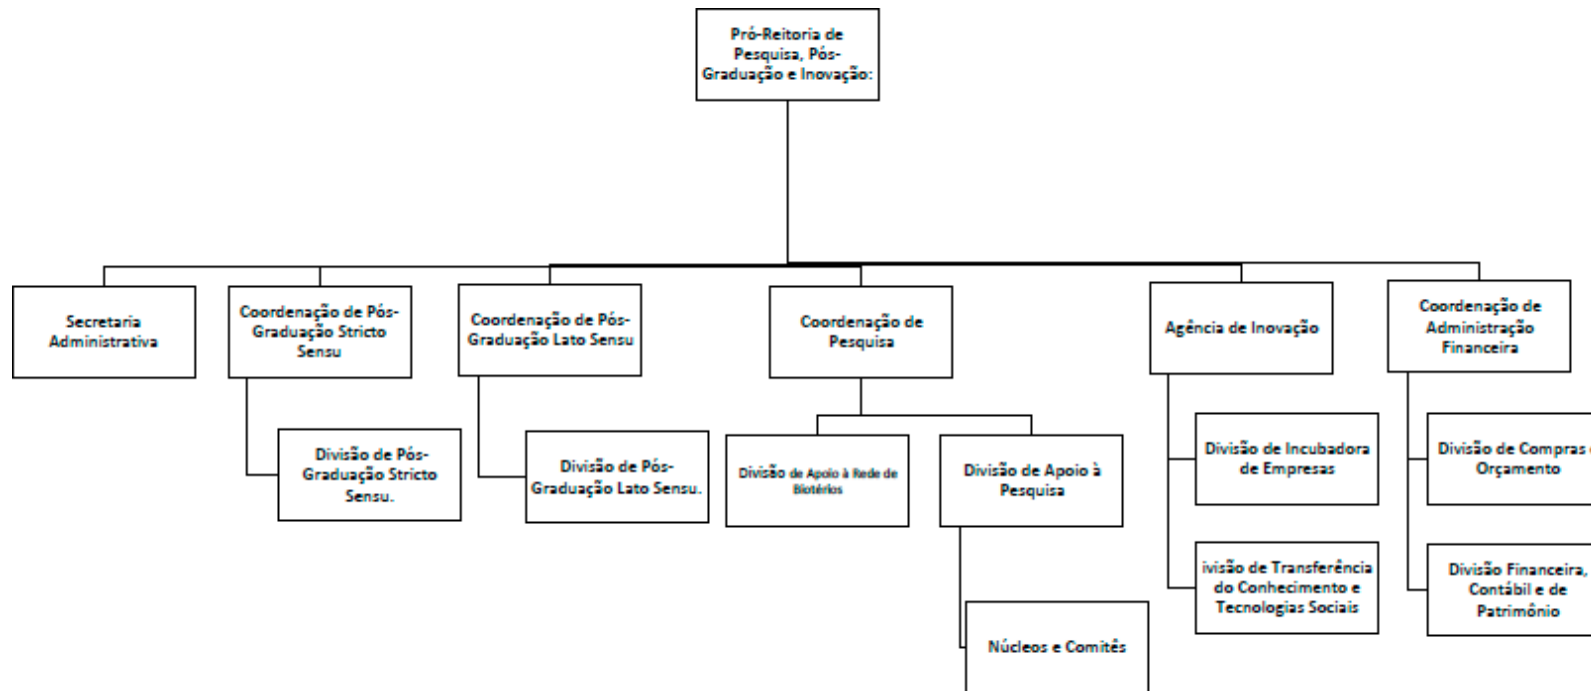 Pró-Reitoria de
Pesquisa, Pós-
Graduação e Inovação:
Secretaria
Administrativa
Coordenação de Pós-
Graduação Stricto
Sensu
Coordenação de Pós-
Graduação Lato Sensu
Coordenação de
Pesquisa
Agência de Inovação
Coordenação de
Administração
Financeira
Divisão de Pós-
Graduação Stricto
Sensu.
Divisão de Pós-
Graduação Lato Sensu.
Divisão de Apoio à Rede de
Biotérios
Divisão de Apoio à
Pesquisa
Divisão de Incubadora
de Empresas
Divisão de Compras e
Orçamento
ivisão de Transferência
do Conhecimento e
Tecnologias Sociais
Divisão Financeira,
Contábil e de
Patrimônio
Núcleos e Comitês